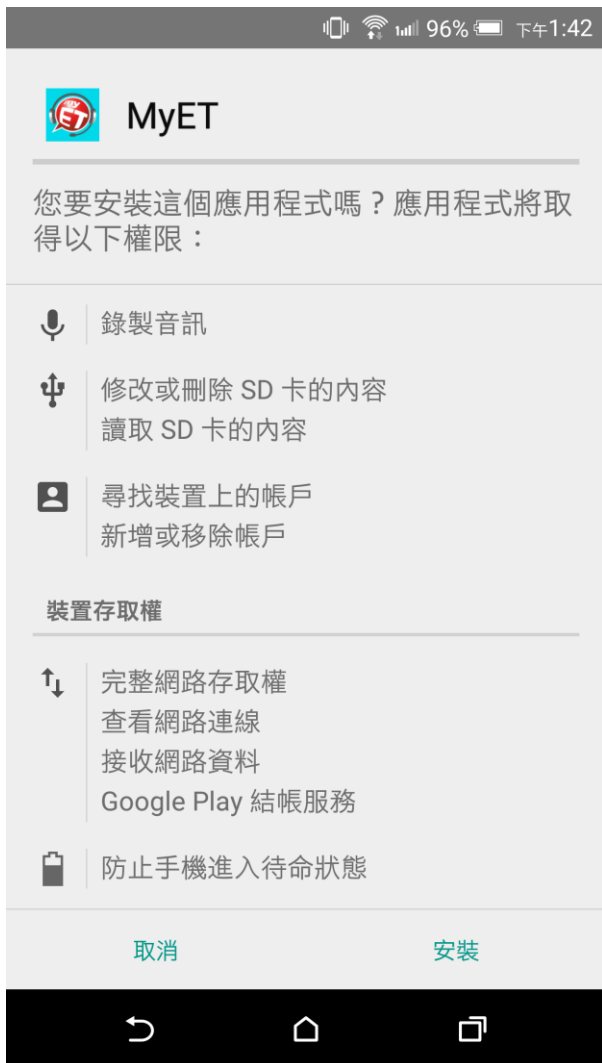 96% 下午1:42
MyET
您要安裝這個應用程式嗎？應用程式將取
得以下權限：
錄製音訊
修改或刪除 SD 卡的內容
讀取 SD 卡的內容
尋找裝置上的帳戶
新增或移除帳戶
裝置存取權
完整網路存取權
查看網路連線
接收網路資料
Google Play 結帳服務
防止手機進入待命狀態
取消 安裝